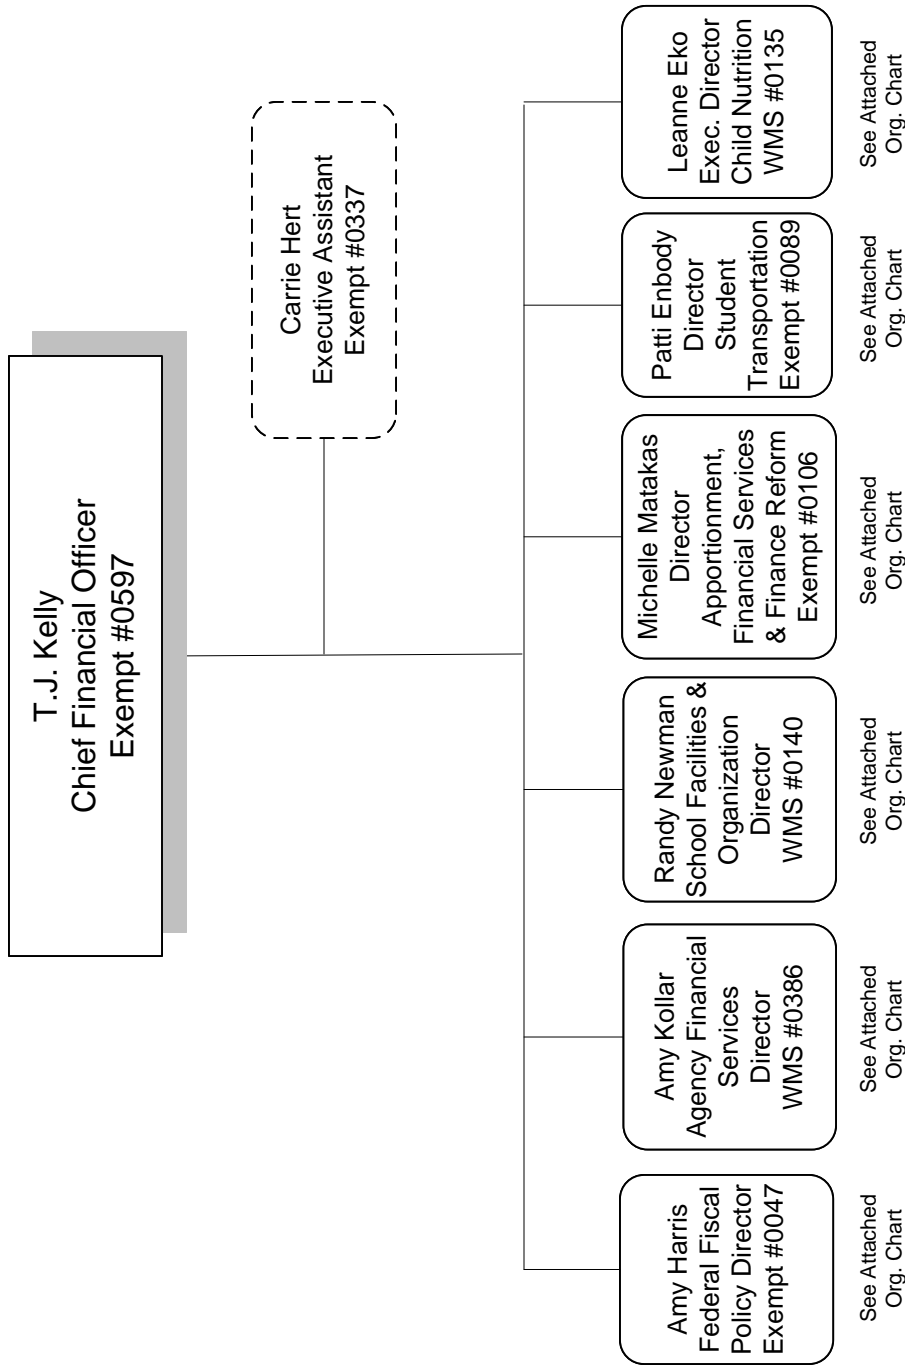 T.J. Kelly
Chief Financial Officer
Exempt #0597
Carrie Hert
Executive Assistant
Exempt #0337
Amy Harris
Federal Fiscal
Policy Director
Exempt #0047
See Attached
Org. Chart
Amy Kollar
Agency Financial
Services
Director
WMS #0386
See Attached
Org. Chart
Randy Newman
School Facilities &
Organization
Director
WMS #0140
See Attached
Org. Chart
Michelle Matakas
Director
Apportionment,
Financial Services
& Finance Reform
Exempt #0106
See Attached
Org. Chart
Patti Enbody
Director
Student
Transportation
Exempt #0089
See Attached
Org. Chart
Leanne Eko
Exec. Director
Child Nutrition
WMS #0135
See Attached
Org. Chart